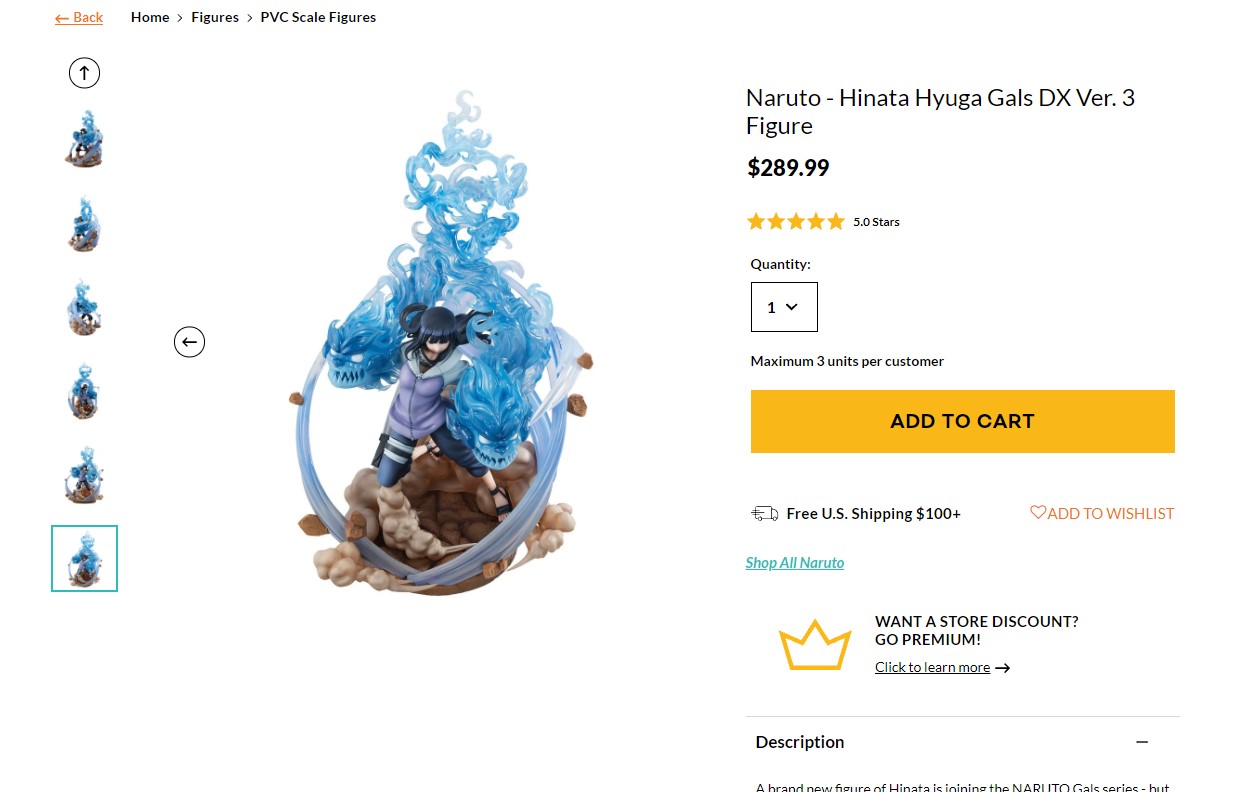 Back
Home > Figures > PVC Scale Figures
Naruto - Hinata Hyuga Gals DX Ver. 3
Figure
$289.99
5.0 Stars
Quantity:
1
Maximum 3 units per customer
ADD TO CART
Free U.S. Shipping $100+
ADD TO WISHLIST
Shop All Naruto
WANT A STORE DISCOUNT?
GO PREMIUM!
Click to learn more
Description
A brand new figure of Hinata is joining the NARUTO Gals series - but